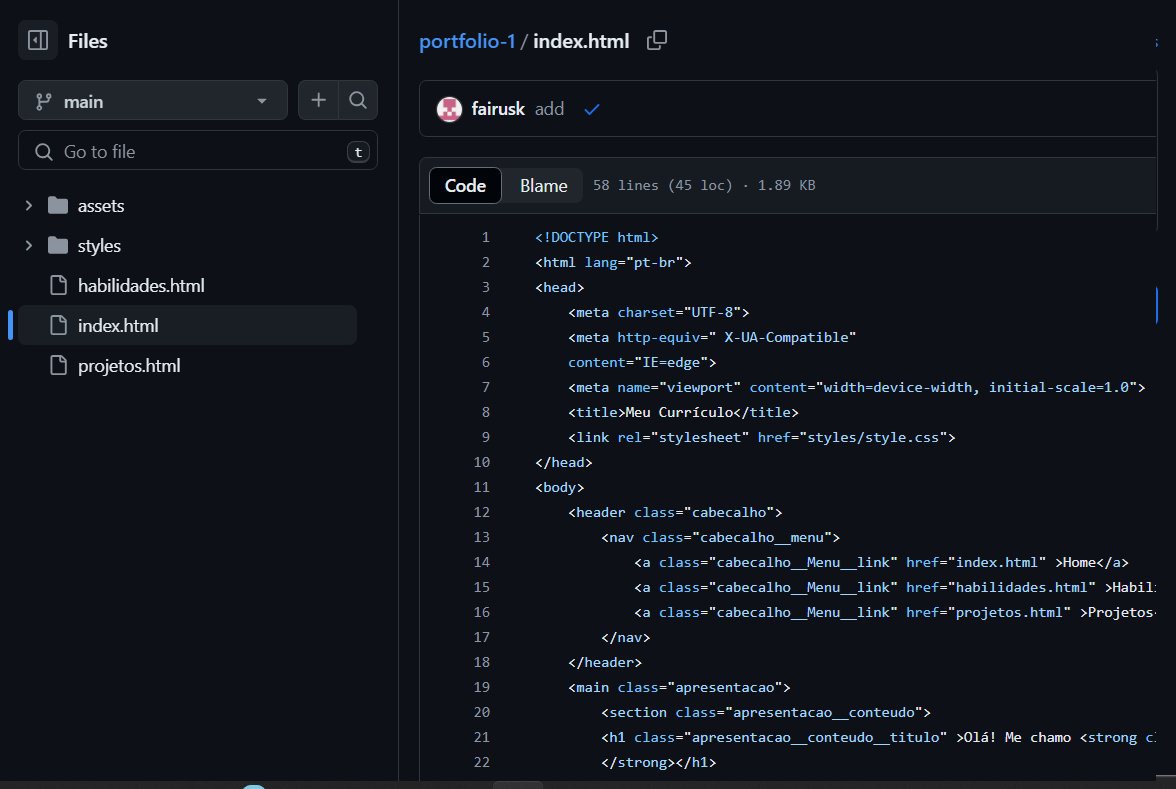 Files
main
Go to file
t
assets
styles
habilidades.html
index.html
projetos.html
portfolio-1 / index.html
fairusk add
Code Blame 58 lines (45 loc) · 1.89 KB
1 <!DOCTYPE html>
2 <html lang="pt-br">
3 <head>
4 <meta charset="UTF-8">
5 <meta http-equiv=" X-UA-Compatible"
6 content="IE=edge">
7 <meta name="viewport" content="width=device-width, initial-scale=1.0">
8 <title>Meu Currículo</title>
9 <link rel="stylesheet" href="styles/style.css">
10 </head>
11 <body>
12 <header class="cabecalho">
13 <nav class="cabecalho__menu">
14 <a class="cabecalho__Menu__link" href="index.html" >Home</a>
15 <a class="cabecalho__Menu__link" href="habilidades.html" >Habili
16 <a class="cabecalho__Menu__link" href="projetos.html" >Projetos<
17 </nav>
18 </header>
19 <main class="apresentacao">
20 <section class="apresentacao__conteudo">
21 <h1 class="apresentacao__conteudo__titulo" >Olá! Me chamo <strong cl
22 </strong></h1>